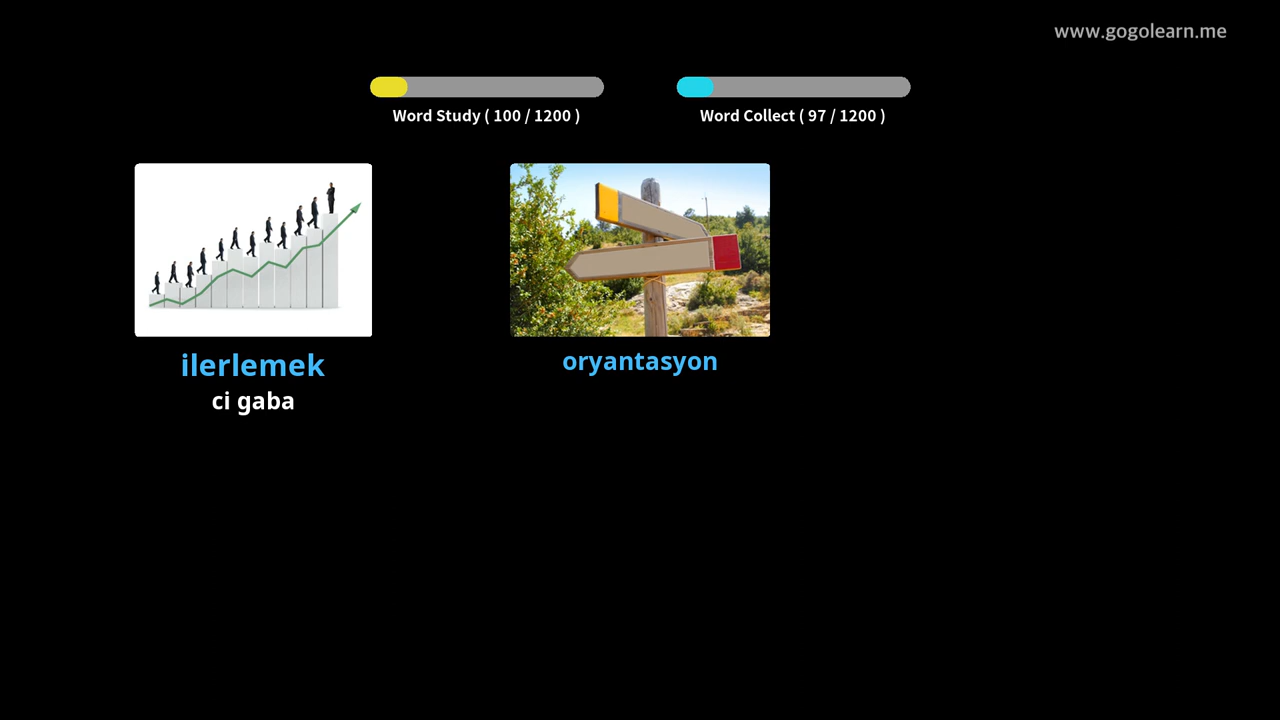 www.gogolearn.me
Word Study ( 100 / 1200 )
Word Collect ( 97 / 1200 )
ilerlemek
ci gaba
oryantasyon